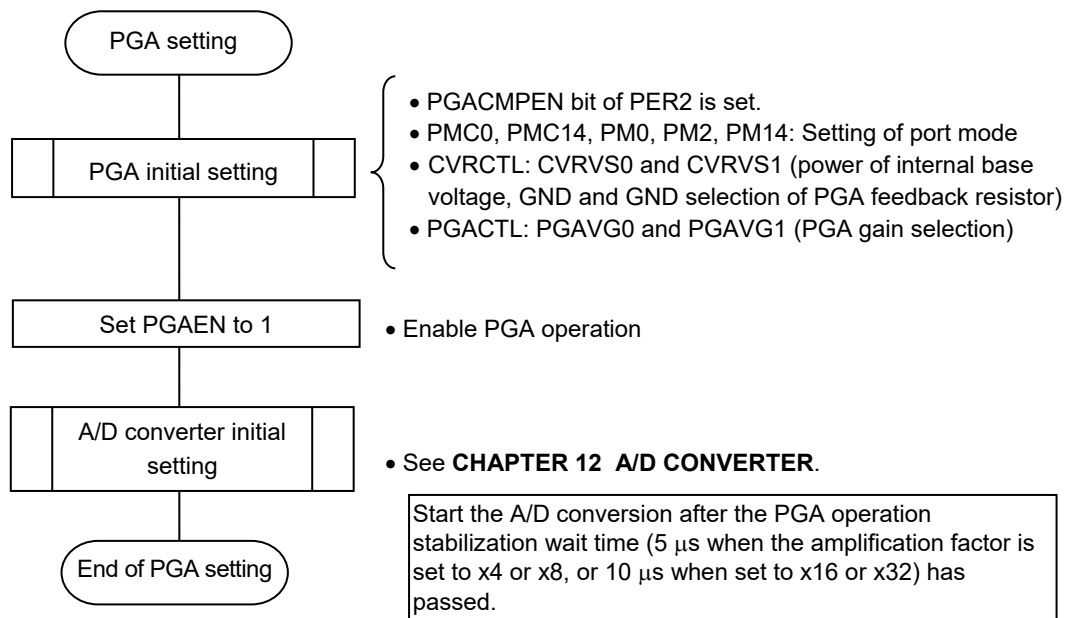 PGA setting
PGA initial setting
• PGACMPEN bit of PER2 is set.
• PMC0, PMC14, PM0, PM2, PM14: Setting of port mode
• CVRCTL: CVRVS0 and CVRVS1 (power of internal base
voltage, GND and GND selection of PGA feedback resistor)
• PGACTL: PGAVG0 and PGAVG1 (PGA gain selection)
Set PGAEN to 1
• Enable PGA operation
A/D converter initial
setting
• See CHAPTER 12 A/D CONVERTER.
Start the A/D conversion after the PGA operation
stabilization wait time (5 μs when the amplification factor is
set to x4 or x8, or 10 μs when set to x16 or x32) has
passed.
End of PGA setting